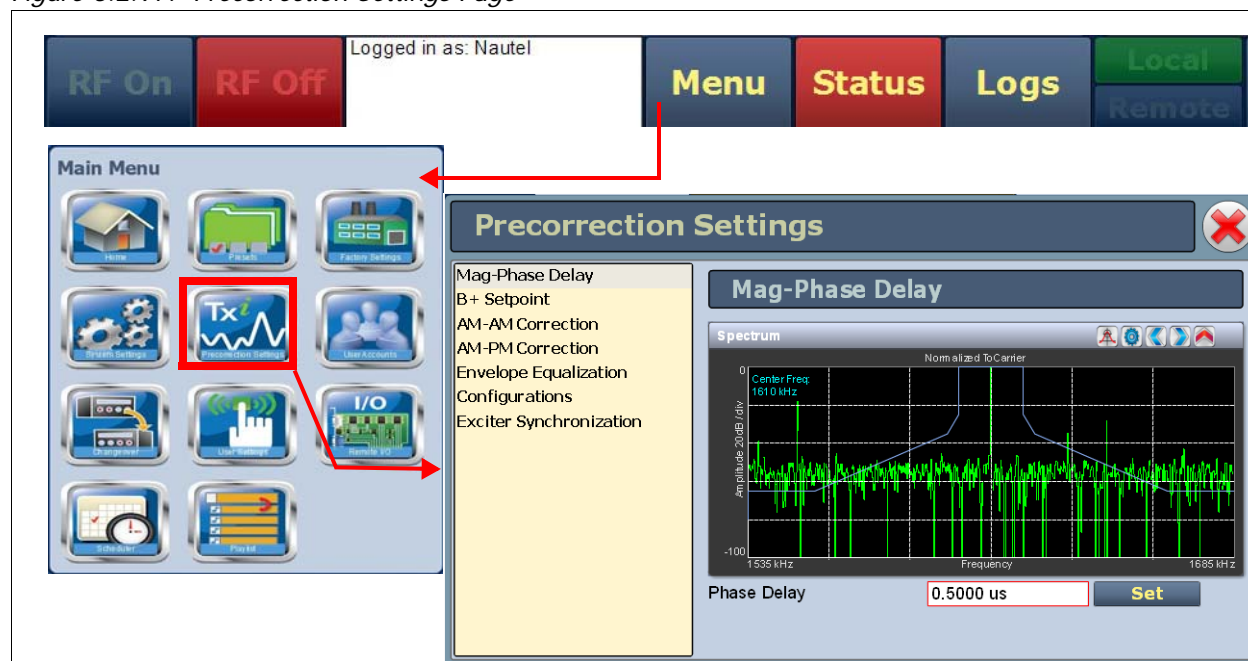 Logged in as: Nautel
RF On
RF Off
Menu
Status
Logs
Local
Remote
Main Menu
Home
Presets
Factory Settings
System Settings
Txi
Precorrection Settings
User Accounts
Changeover
User Settings
I/O
Remote I/O
Scheduler
Playlist
Precorrection Settings
Mag-Phase Delay
B+ Setpoint
AM-AM Correction
AM-PM Correction
Envelope Equalization
Configurations
Exciter Synchronization
Mag-Phase Delay
Spectrum
Normalized To Carrier
0
Center Freq:
1610 kHz
Amplitude 20dB / div
-100
1535 kHz
Frequency
1685 kHz
Phase Delay
0.5000 us
Set